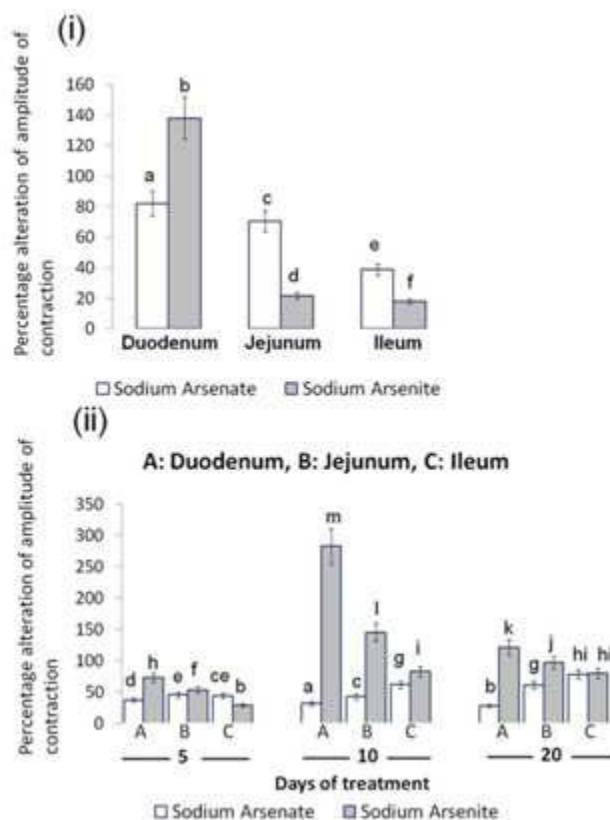 (i)
Percentage alteration of amplitude of
contraction
160
140
120
100
80
60
40
20
0
a
b
c
d
e
f
Duodenum Jejunum Ileum
Sodium Arsenate Sodium Arsenite
(ii)
A: Duodenum, B: Jejunum, C: Ileum
Percentage alteration of amplitude of
contraction
350
300
250
200
150
100
50
0
d h e f ce b
a m c l g i
b k g j hi hi
A B C A B C A B C
5 10 20
Days of treatment
Sodium Arsenate Sodium Arsenite